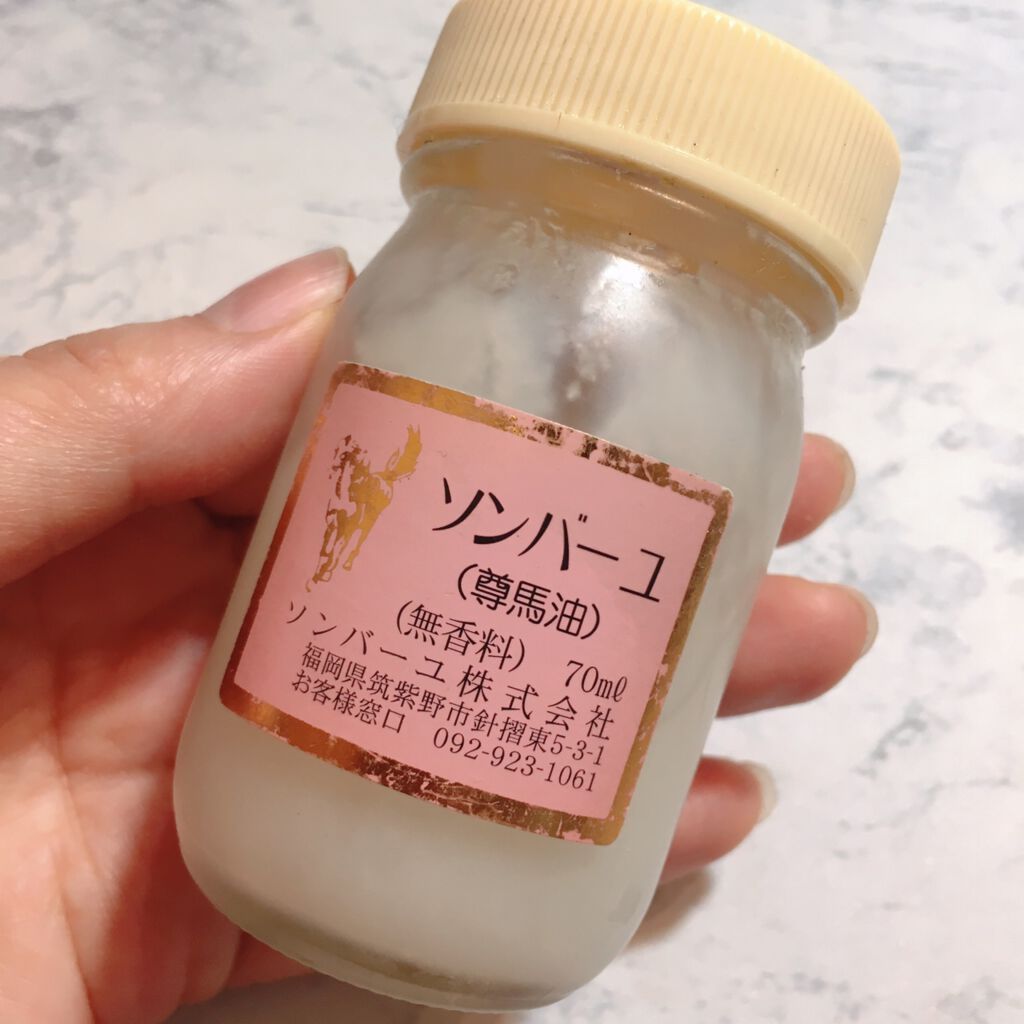 ソンバーユ
(尊馬油)
(無香料) 70mℓ
ソンバーユ株式会社
福岡県筑紫野市針摺東5-3-1
お客様窓口 092-923-1061